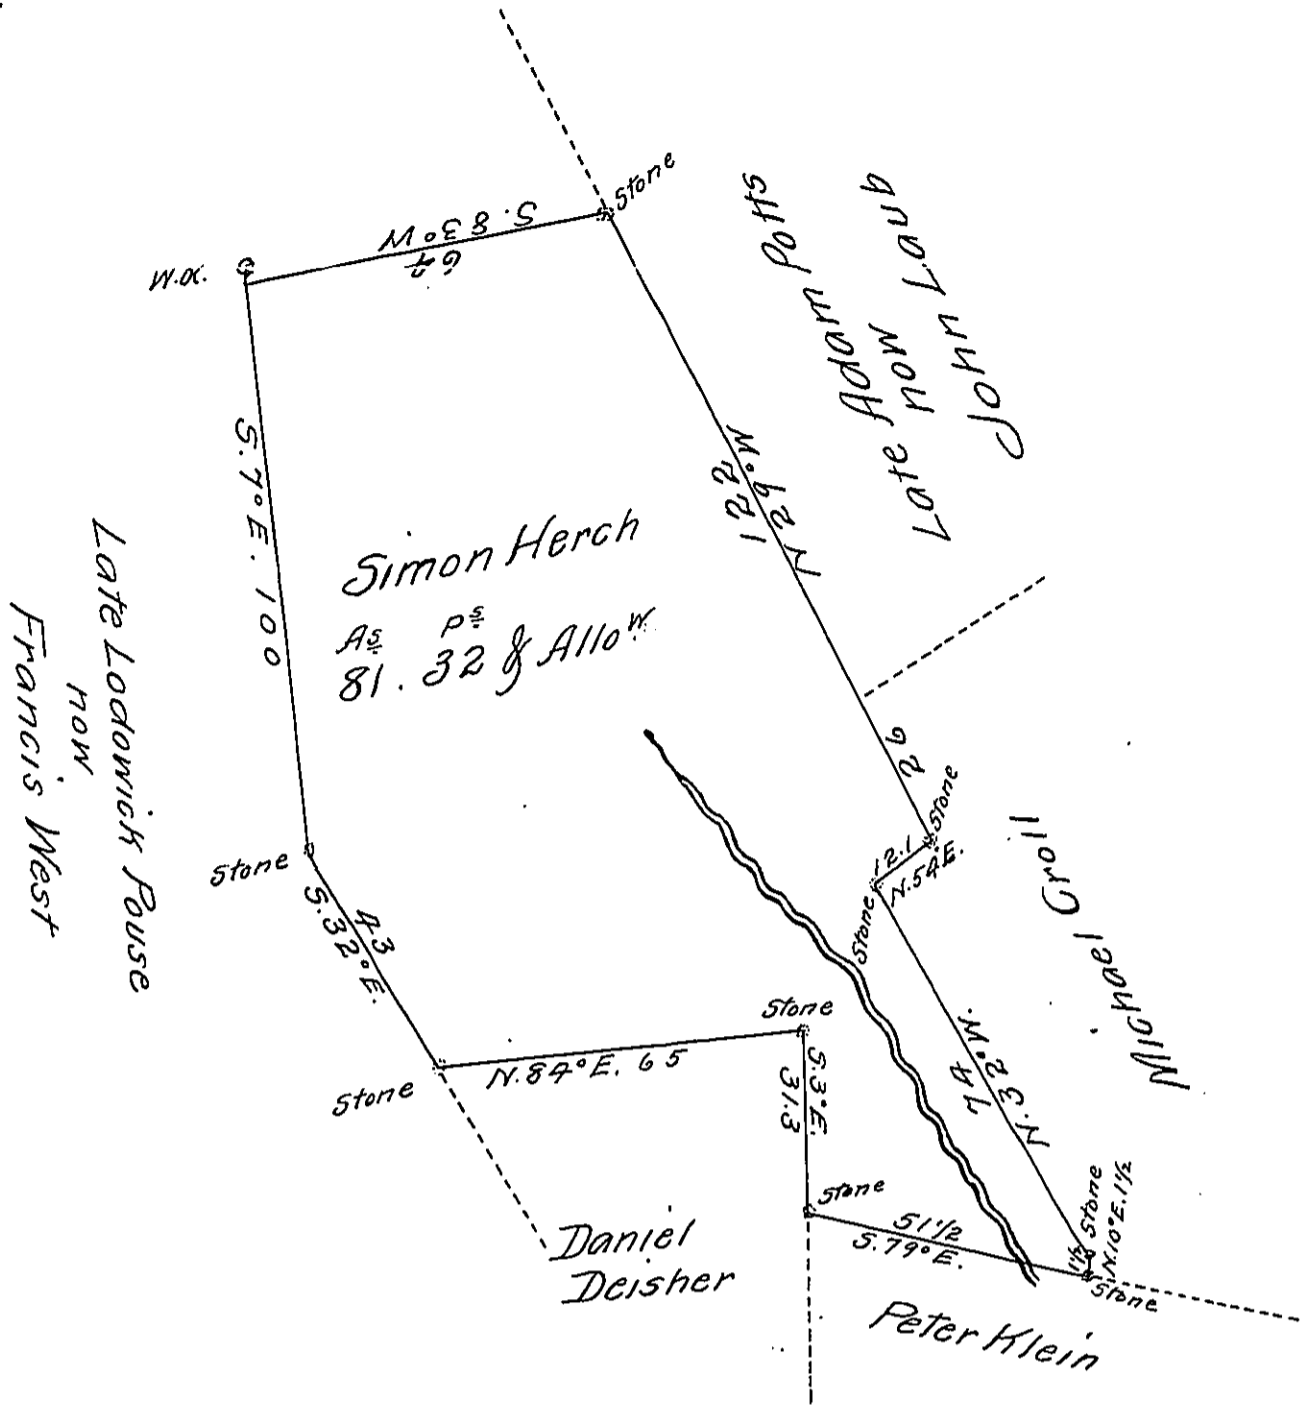 Stone
S. 83° W
64
W.O.
Late Adam Potts
now
John Laub
N 26° W
122
S. 7° E. 100
Simon Herch
As Ps
81. 32 & Allow
Late Lodowick Pouse
now
Francis West
26
Stone
12.1
N. 54 E.
Stone
Michael Croll
Stone
43
S. 32° E.
Stone
N. 84° E. 65
Stone
S. 3° E.
31.3
74
N. 32° W.
Stone
51 1/2
S. 79° E.
Stone
N. 10° E. 1 1/2
1 1/2
Stone
Daniel
Deisher
Peter Klein